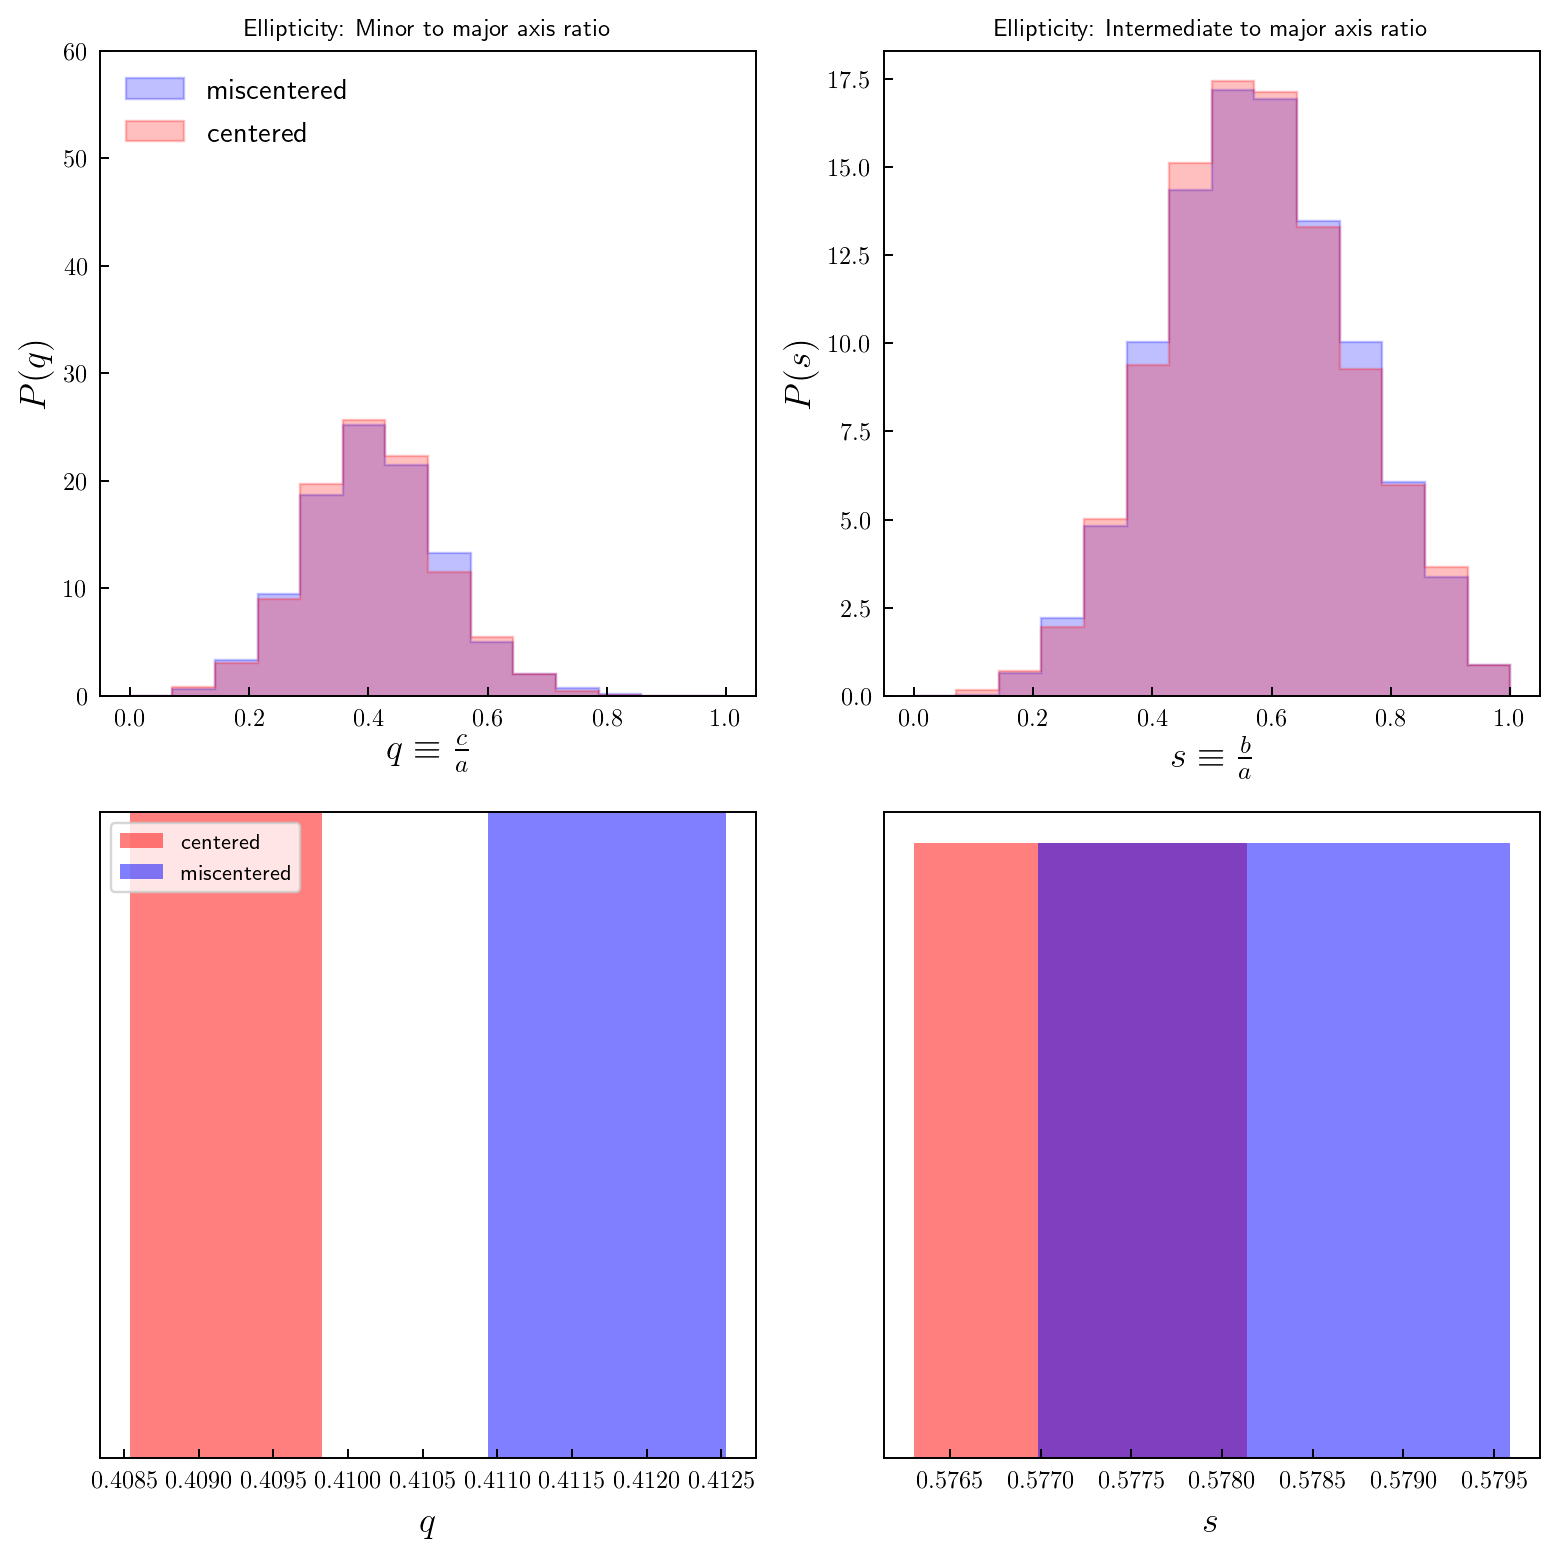 Ellipticity: Minor to major axis ratio
60
50
40
30
20
10
0
P(q)
miscentered
centered
0.0 0.2 0.4 0.6 0.8 1.0
q ≡ c/a
Ellipticity: Intermediate to major axis ratio
17.5
15.0
12.5
10.0
7.5
5.0
2.5
0.0
P(s)
0.0 0.2 0.4 0.6 0.8 1.0
s ≡ b/a
centered
miscentered
0.4085 0.4090 0.4095 0.4100 0.4105 0.4110 0.4115 0.4120 0.4125
q
0.5765 0.5770 0.5775 0.5780 0.5785 0.5790 0.5795
s